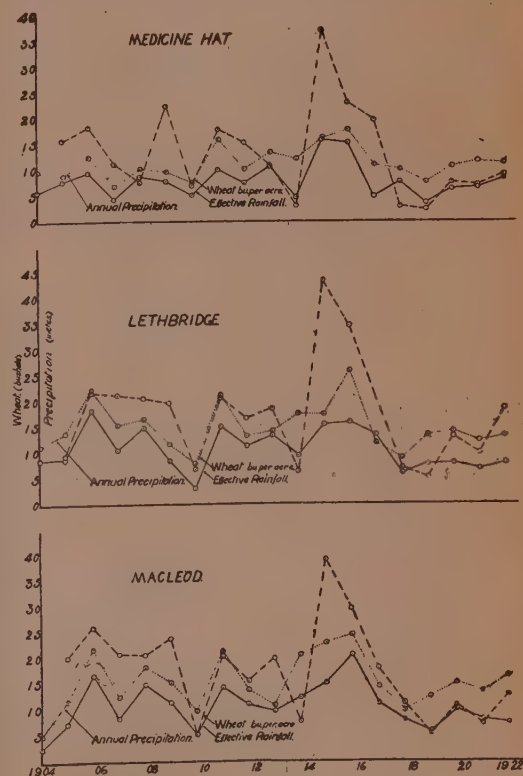 40
35
MEDICINE HAT
30
25
20
15
10
5
Wheat bu per acre
Annual Precipitation.
Effective Rainfall.
0
45
40
35
LETHBRIDGE
30
Wheat (bushels)
Precipitation (inches)
25
20
15
10
5
Wheat bu per acre
Annual Precipitation.
Effective Rainfall.
0
40
35
MACLEOD.
30
25
20
15
10
5
Wheat bu per acre
Annual Precipitation.
Effective Rainfall.
0
1904 06 08 10 12 14 16 18 20 1922